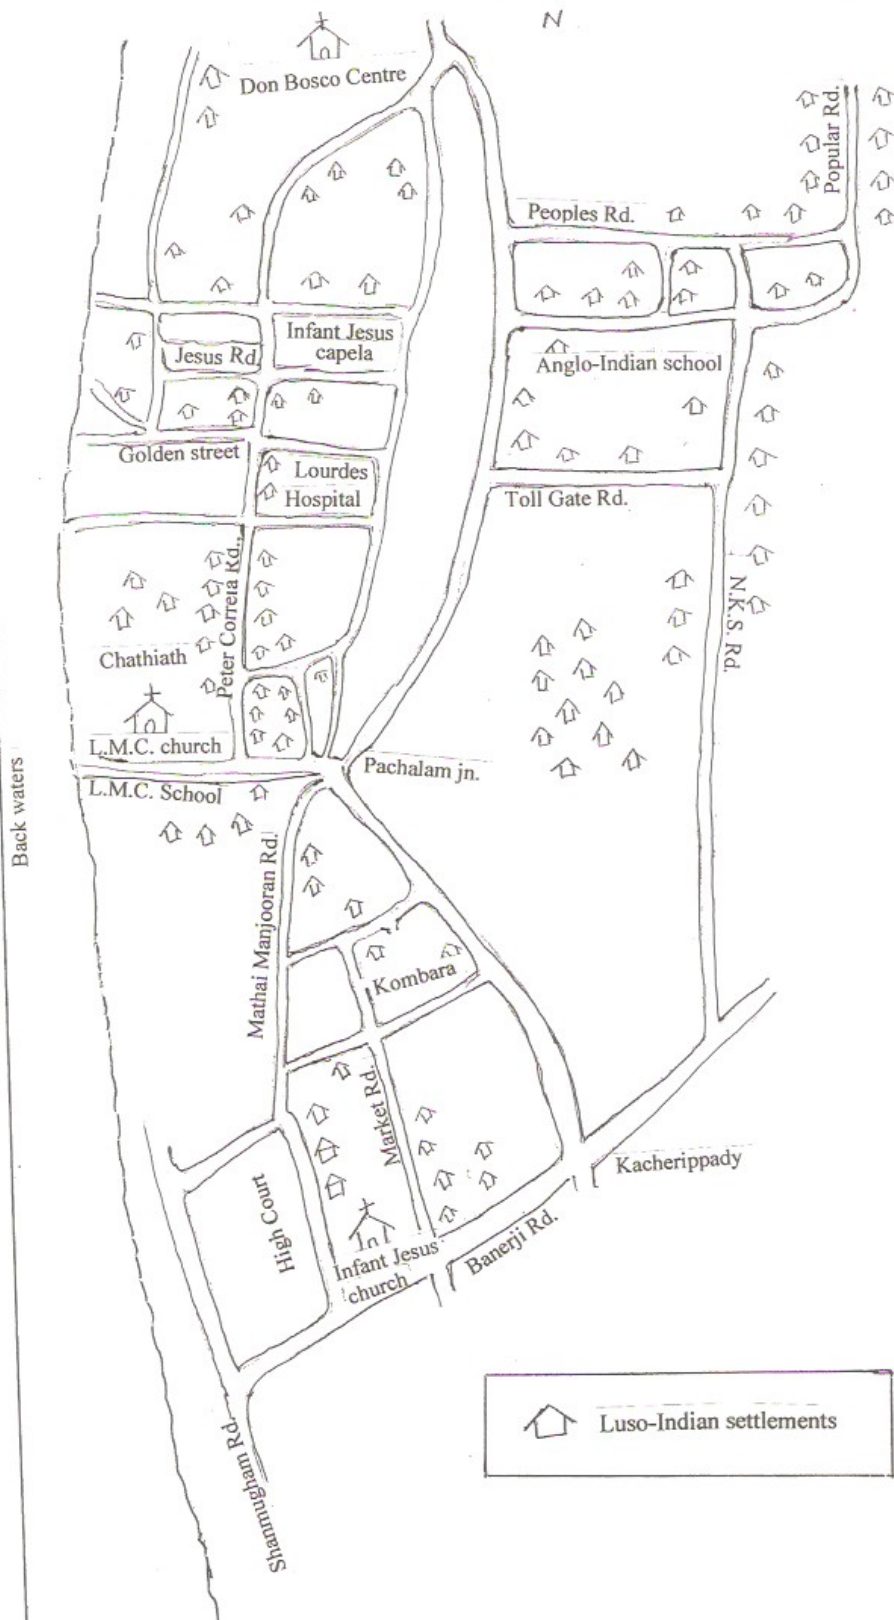 N
Don Bosco Centre
Popular Rd.
Peoples Rd.
Infant Jesus
capela
Jesus Rd.
Anglo-Indian school
Golden street
Lourdes
Hospital
Toll Gate Rd.
Peter Correia Rd.,
N.K.S. Rd.
Chathiath
L.M.C. church
Pachalam jn.
L.M.C. School
Back waters
Mathai Manjooran Rd.
Kombara
Market Rd.
Kacherippady
High Court
Infant Jesus
church
Banerji Rd.
Luso-Indian settlements
Shanmugham Rd.